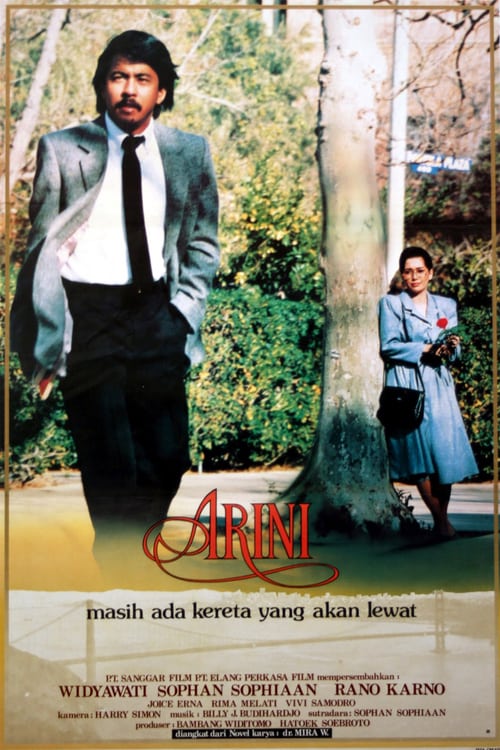 PLAZA
400
ARINI
masih ada kereta yang akan lewat
P.T. SANGGAR FILM P.T. ELANG PERKASA FILM mempersembahkan:
WIDYAWATI SOPHAN SOPHIAAN RANO KARNO
JOICE ERNA RIMA MELATI VIVI SAMODRO
kamera: HARRY SIMON musik: BILLY J. BUDIHARDJO sutradara: SOPHAN SOPHIAAN
produser: BAMBANG WIDITOMO HATOEK SOEBROTO
diangkat dari Novel karya: dr. MIRA W.